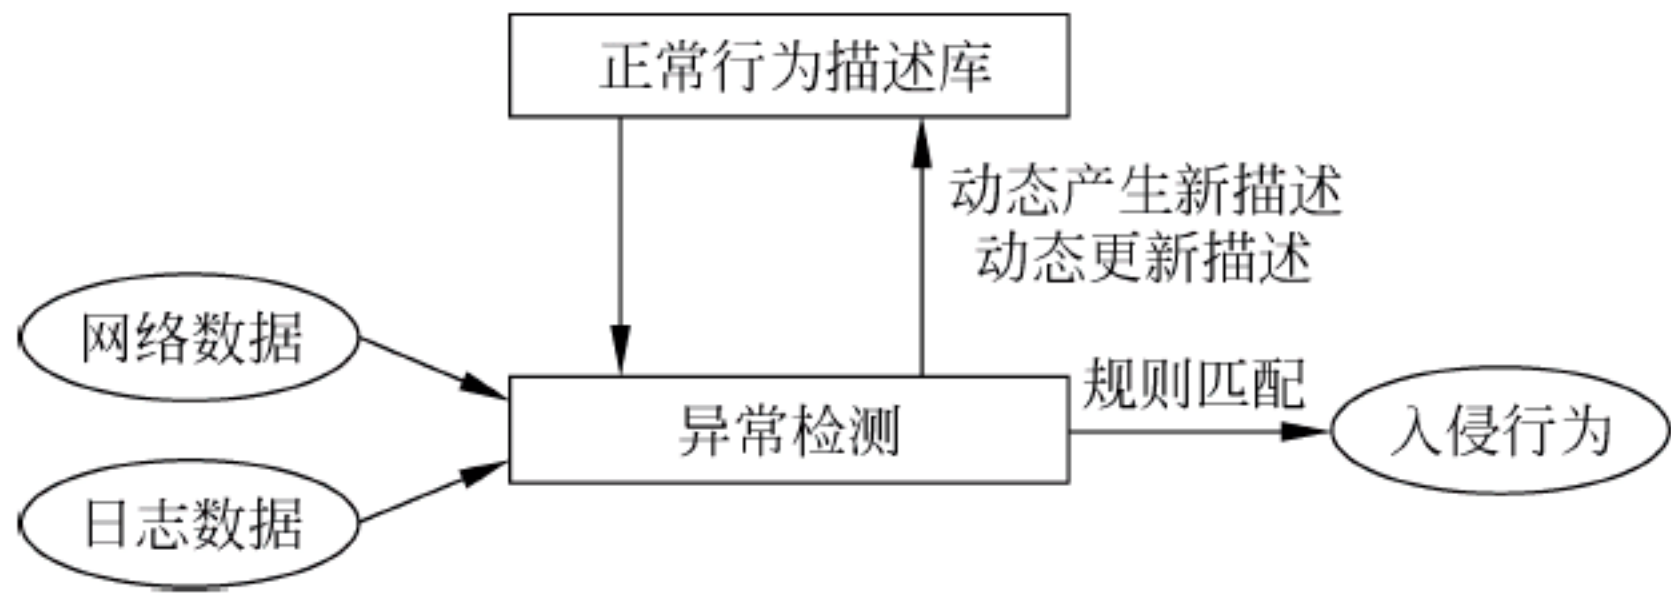 正常行为描述库
动态产生新描述
动态更新描述
网络数据
规则匹配
异常检测
入侵行为
日志数据